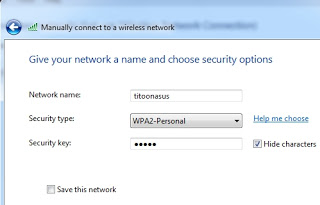 Manually connect to a wireless network
Give your network a name and choose security options
Network name: titoonasus
Security type: WPA2-Personal Help me choose
Security key: ••••• Hide characters
Save this network